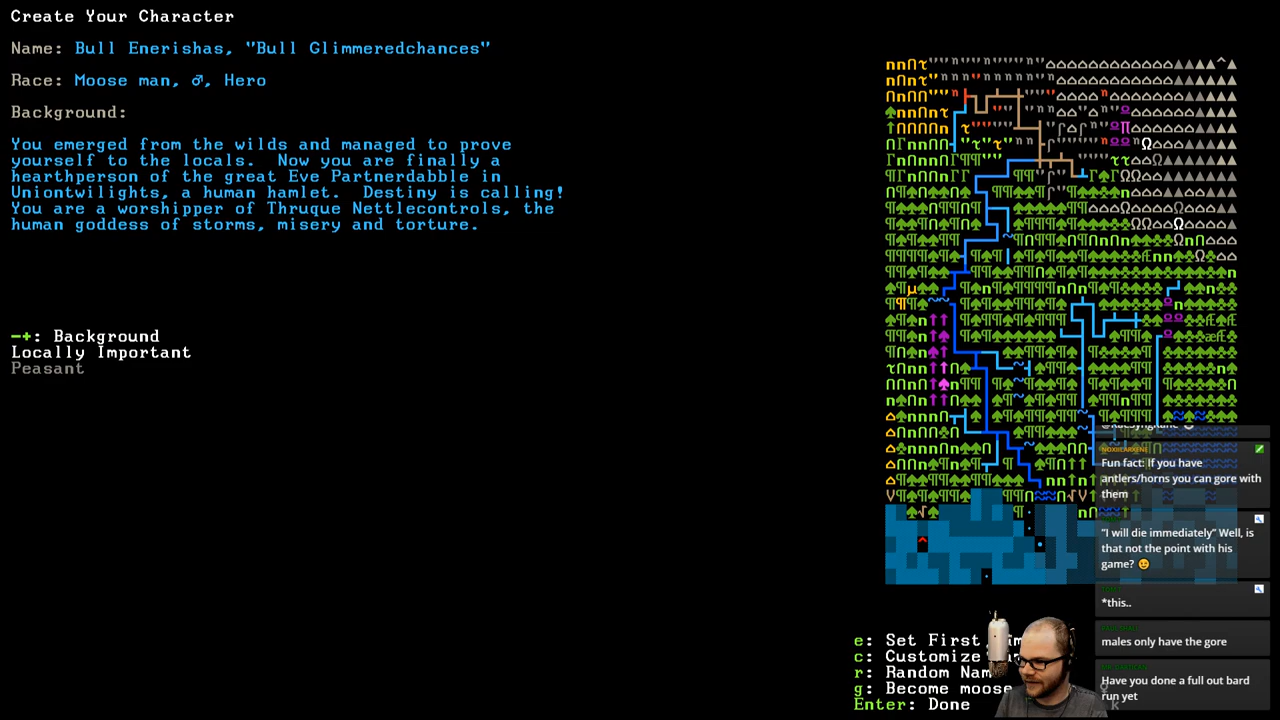 Create Your Character
Name: Bull Enerishas, "Bull Glimmeredchances"
Race: Moose man, ♂, Hero
Background:
You emerged from the wilds and managed to prove
yourself to the locals.  Now you are finally a
hearthperson of the great Eve Partnerdabble in
Uniontwilights, a human hamlet.  Destiny is calling!
You are a worshipper of Thruque Nettlecontrols, the
human goddess of storms, misery and torture.
-+: Background
Locally Important
Peasant
Fun fact: If you have
antlers/horns you can gore with
them
"I will die immediately" Well, is
that not the point with his
game? 😉
*this..
males only have the gore
Have you done a full out bard
run yet
e: Set First
c: Customize
r: Random Nam
g: Become moose
Enter: Done